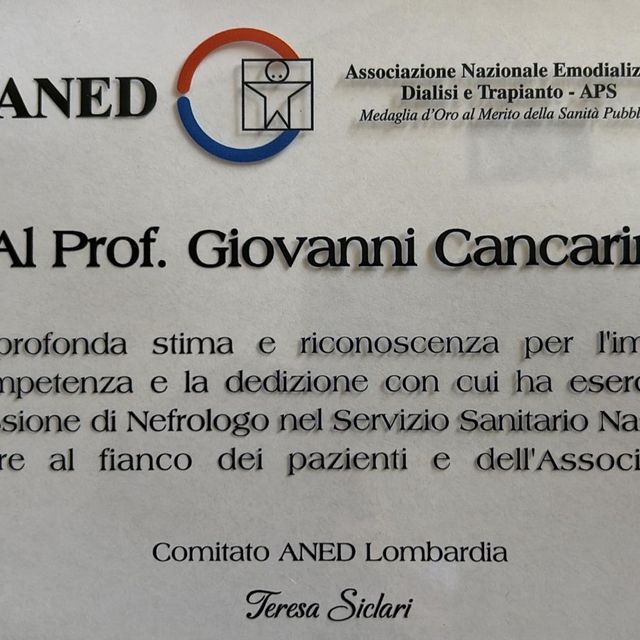 ANED
Associazione Nazionale Emodializ
Dialisi e Trapianto - APS
Medaglia d'Oro al Merito della Sanità Pubbl
Al Prof. Giovanni Cancarin
profonda stima e riconoscenza per l'im
mpetenza e la dedizione con cui ha eserc
ssione di Nefrologo nel Servizio Sanitario Na
re al fianco dei pazienti e dell'Associ
Comitato ANED Lombardia
Teresa Siclari